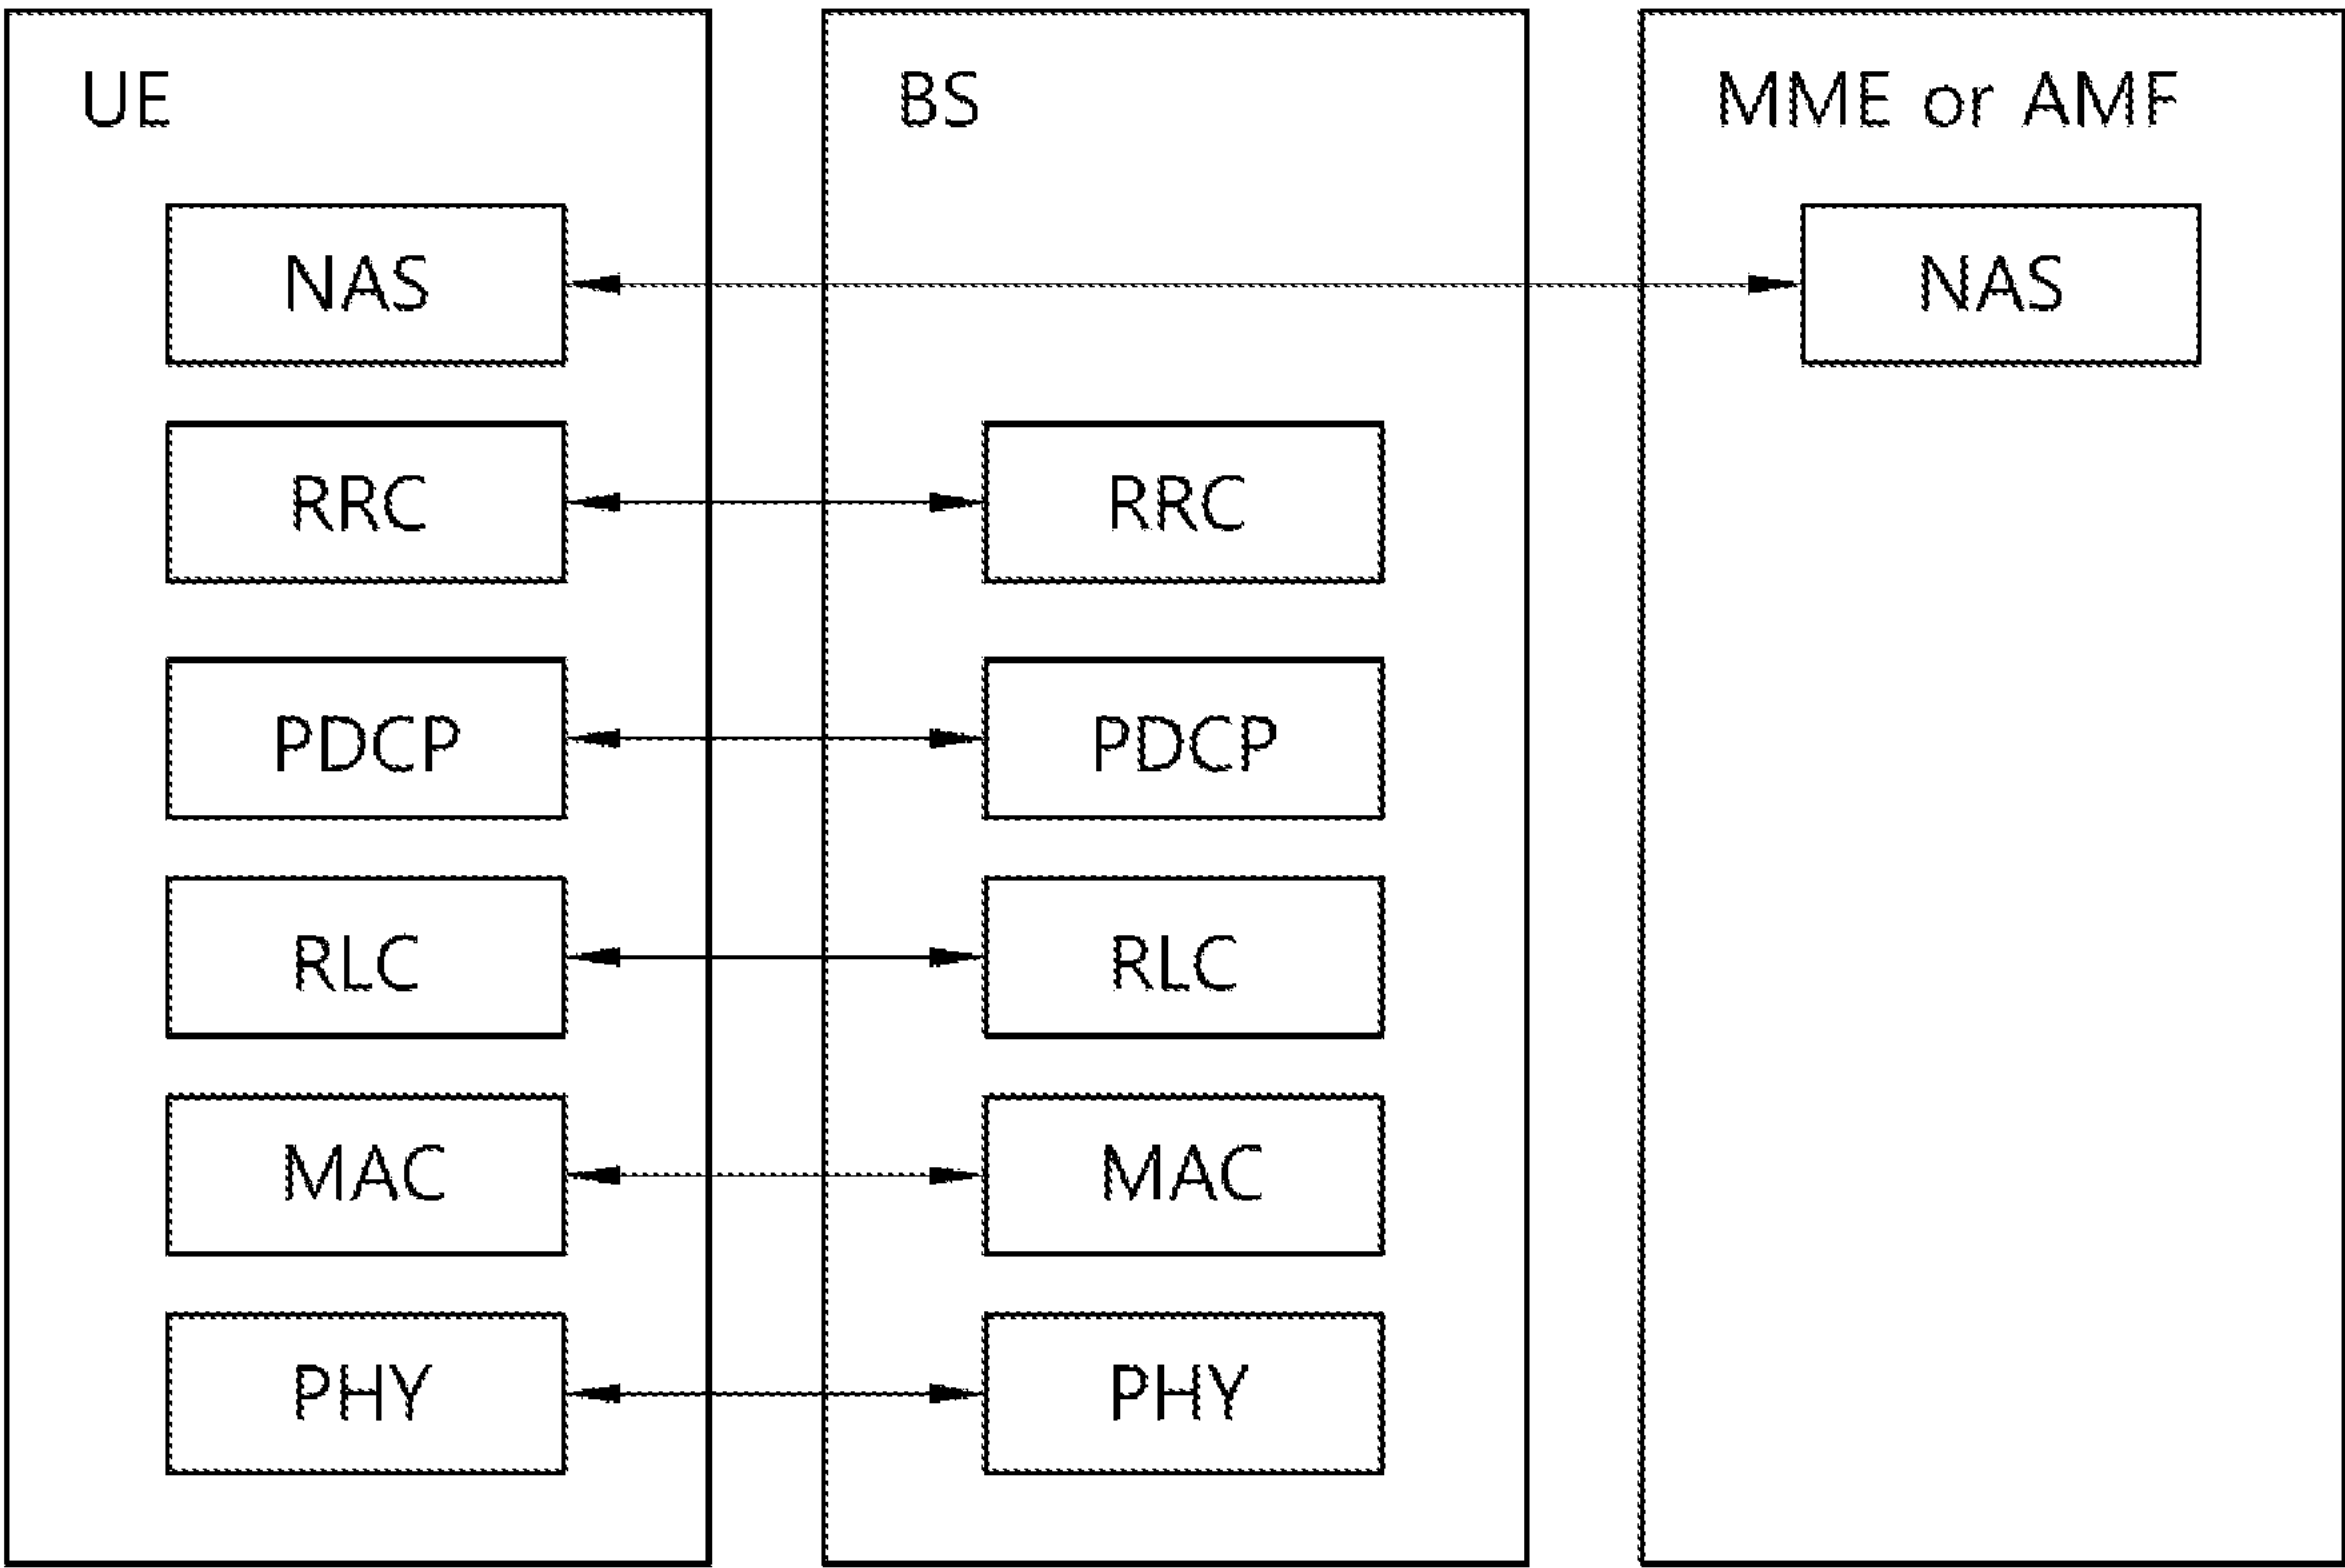 UE
BS
MME or AMF
NAS
NAS
RRC
RRC
PDCP
PDCP
RLC
RLC
MAC
MAC
PHY
PHY